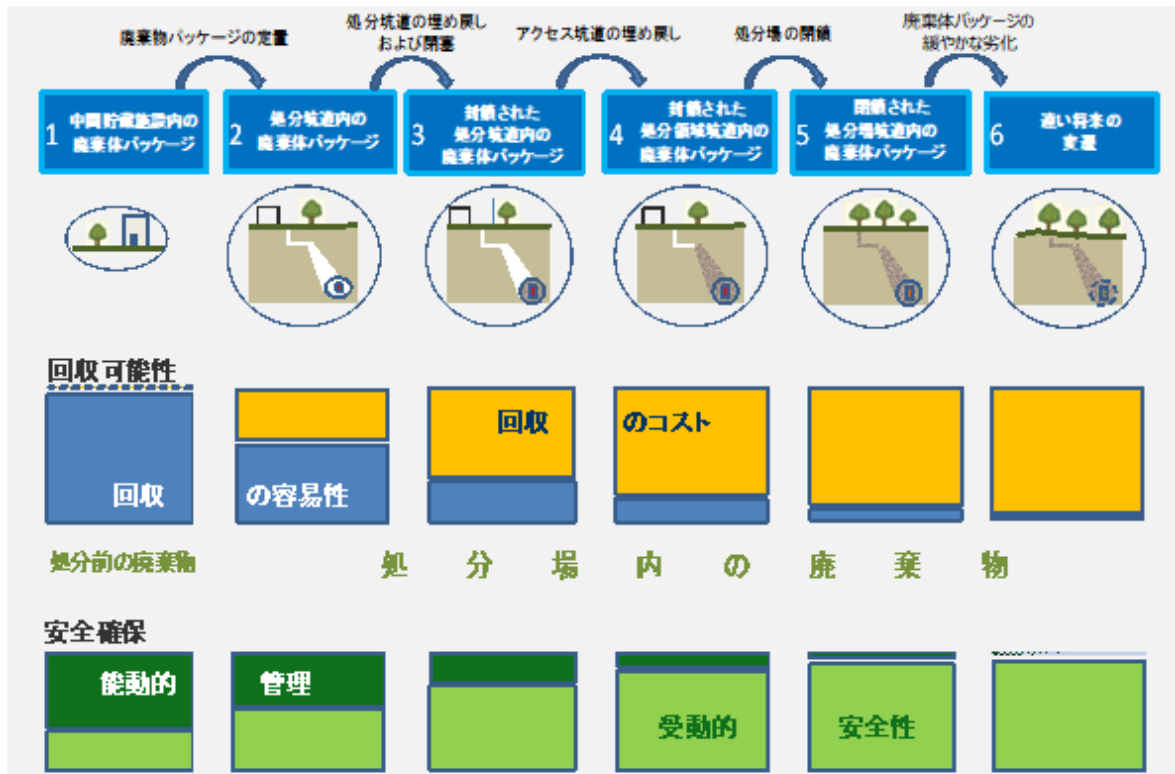 廃棄物パッケージの定置
処分坑道の埋め戻し
および閉塞
アクセス坑道の埋め戻し
処分場の閉鎖
廃棄体パッケージの
緩やかな劣化
1 中間貯蔵施設内の
廃棄体パッケージ
2 処分坑道内の
廃棄体パッケージ
3 封鎖された
処分坑道内の
廃棄体パッケージ
4 封鎖された
処分領域坑道内の
廃棄体パッケージ
5 閉鎖された
処分場坑道内の
廃棄体パッケージ
6 遠い将来の
変遷
回収可能性
回収 のコスト
回収 の容易性
処分前の廃棄物
処 分 場 内 の 廃 棄 物
安全確保
能動的 管理
受動的 安全性